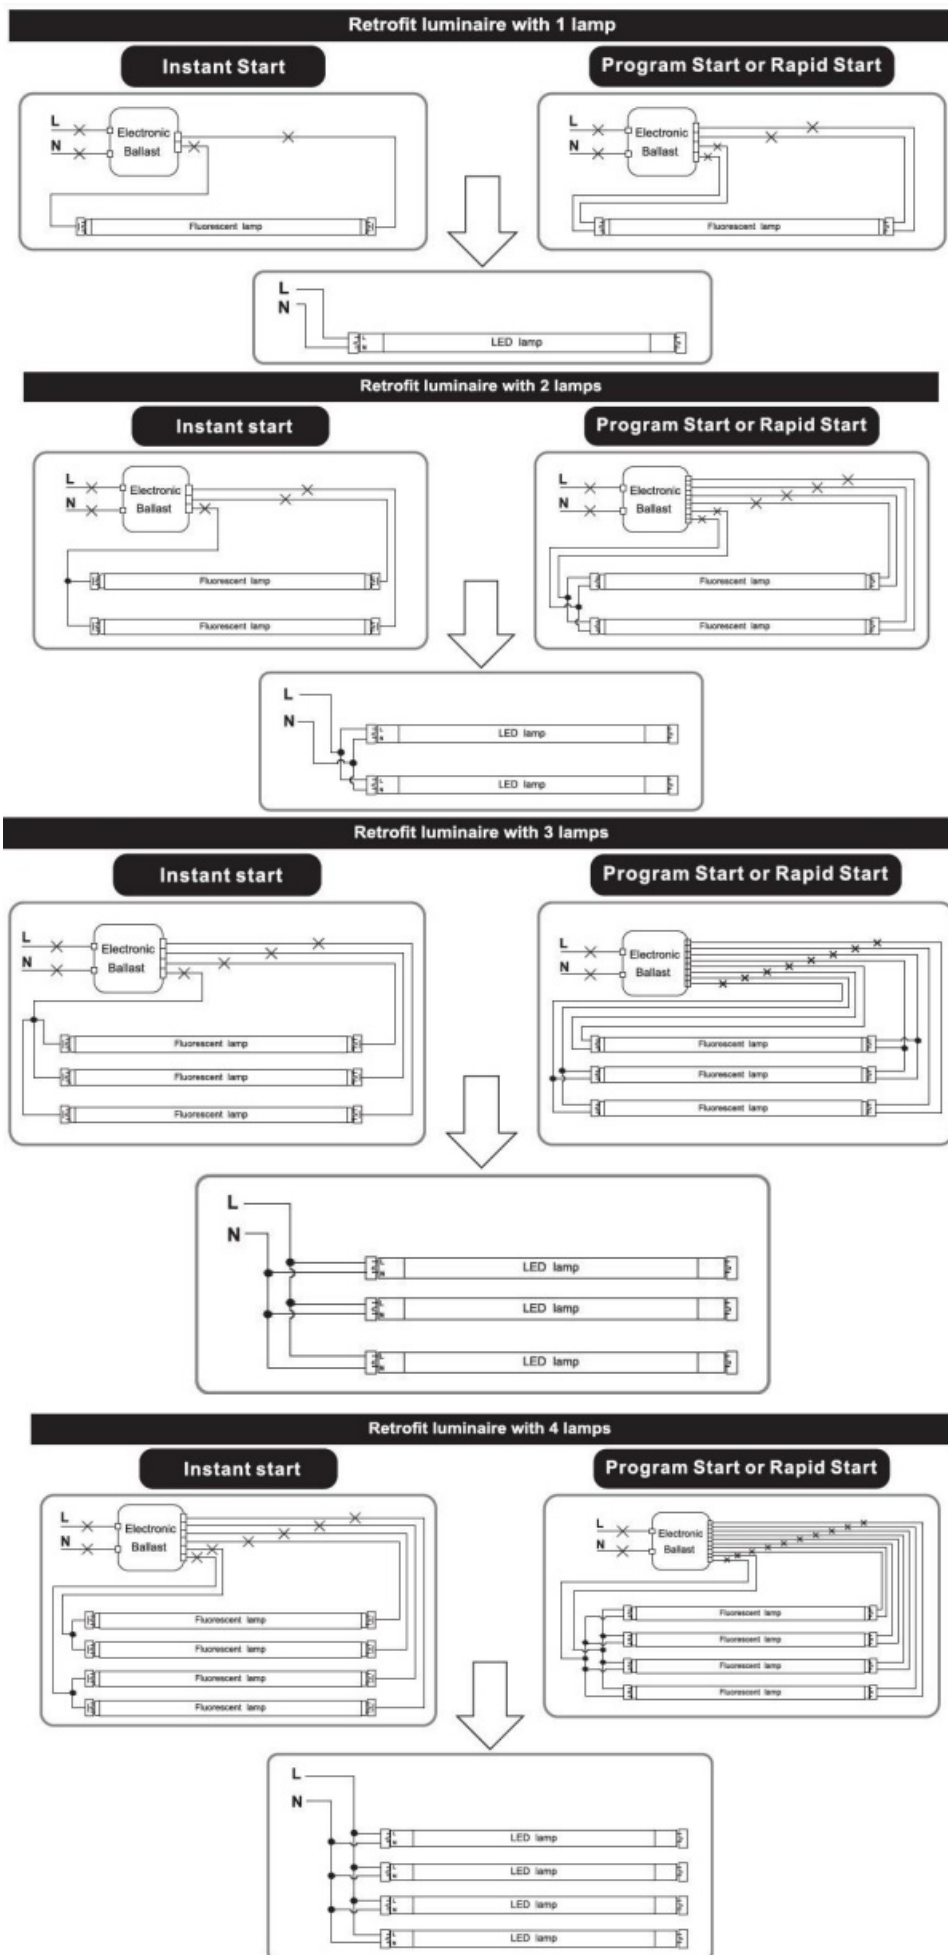 Retrofit luminaire with 1 lamp
Instant Start
Program Start or Rapid Start
L
N
Electronic
Ballast
Fluorescent lamp
L
N
Electronic
Ballast
Fluorescent lamp
L
N
L
N
LED lamp
Retrofit luminaire with 2 lamps
Instant start
Program Start or Rapid Start
L
N
Electronic
Ballast
Fluorescent lamp
Fluorescent lamp
L
N
Electronic
Ballast
Fluorescent lamp
Fluorescent lamp
L
N
L
N
LED lamp
L
N
LED lamp
Retrofit luminaire with 3 lamps
Instant start
Program Start or Rapid Start
L
N
Electronic
Ballast
Fluorescent lamp
Fluorescent lamp
Fluorescent lamp
L
N
Electronic
Ballast
Fluorescent lamp
Fluorescent lamp
Fluorescent lamp
L
N
L
N
LED lamp
L
N
LED lamp
L
N
LED lamp
Retrofit luminaire with 4 lamps
Instant start
Program Start or Rapid Start
L
N
Electronic
Ballast
Fluorescent lamp
Fluorescent lamp
Fluorescent lamp
Fluorescent lamp
L
N
Electronic
Ballast
Fluorescent lamp
Fluorescent lamp
Fluorescent lamp
Fluorescent lamp
L
N
L
N
LED lamp
L
N
LED lamp
L
N
LED lamp
L
N
LED lamp